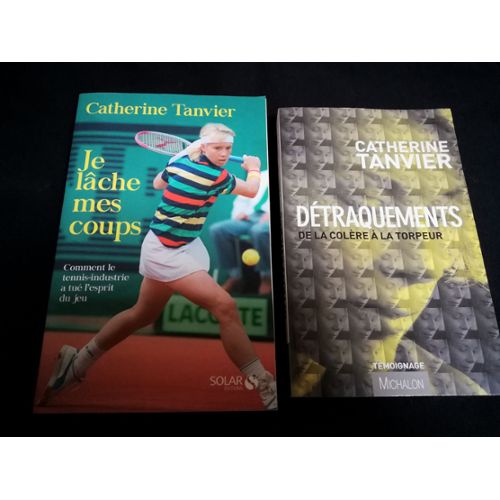 Catherine Tanvier
Je
lâche
mes
coups
Comment le
tennis-industrie
a tué l'esprit
du jeu
LACOSTE
SOLAR S
CATHERINE
TANVIER
DÉTRAQUEMENTS
DE LA COLÈRE À LA TORPEUR
TÉMOIGNAGE
MICHALON